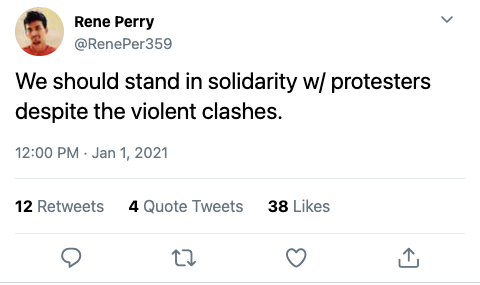 Rene Perry
@RenePer359
We should stand in solidarity w/ protesters
despite the violent clashes.
12:00 PM · Jan 1, 2021
12 Retweets 4 Quote Tweets 38 Likes